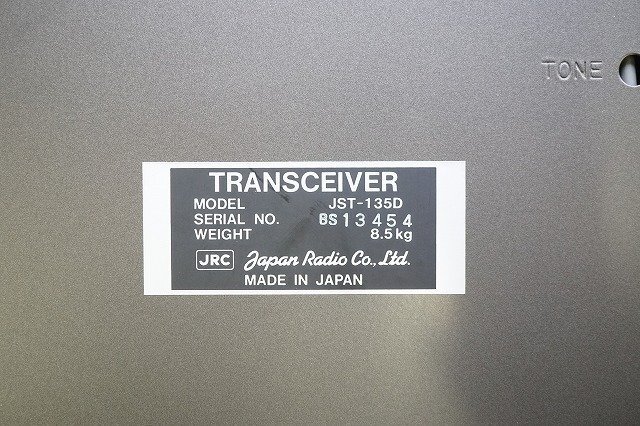 TONE
TRANSCEIVER
MODEL JST-135D
SERIAL NO. BS13454
WEIGHT 8.5kg
JRC Japan Radio Co., Ltd.
MADE IN JAPAN